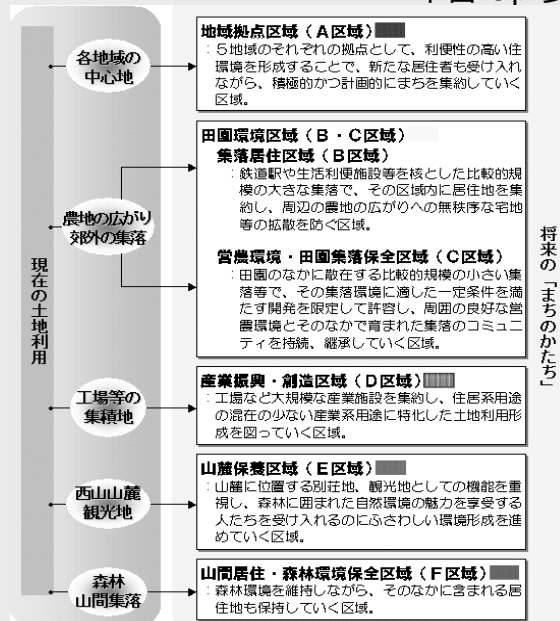 現在の土地利用
各地域の
中心地
地域拠点区域（A区域）
：５地域のそれぞれの拠点として、利便性の高い住
環境を形成することで、新たな居住者も受け入れ
ながら、積極的かつ計画的にまちを集約していく
区域。
農地の広がり
郊外の集落
田園環境区域（B・C区域）
集落居住区域（B区域）
：鉄道駅や生活利便施設等を核とした比較的規
模の大きな集落で、その区域内に居住地を集
約し、周辺の農地の広がりへの無秩序な宅地
等の拡散を防ぐ区域。
営農環境・田園集落保全区域（C区域）
：田園のなかに散在する比較的規模の小さい集
落等で、その集落環境に適した一定条件を満
たす開発を限定して許容し、周囲の良好な営
農環境とそのなかで育まれた集落のコミュニ
ティを持続、継承していく区域。
工場等の
集積地
産業振興・創造区域（D区域）
：工場など大規模な産業施設を集約し、住居系用途
の混在の少ない産業系用途に特化した土地利用形
成を図っていく区域。
西山山麓
観光地
山麓保養区域（E区域）
：山麓に位置する別荘地、観光地としての機能を重
視し、森林に囲まれた自然環境の魅力を享受する
人たちを受け入れるのにふさわしい環境形成を進
めていく区域。
森林
山間集落
山間居住・森林環境保全区域（F区域）
：森林環境を維持しながら、そのなかに含まれる居
住地も保持していく区域。
将来の「まちのかたち」